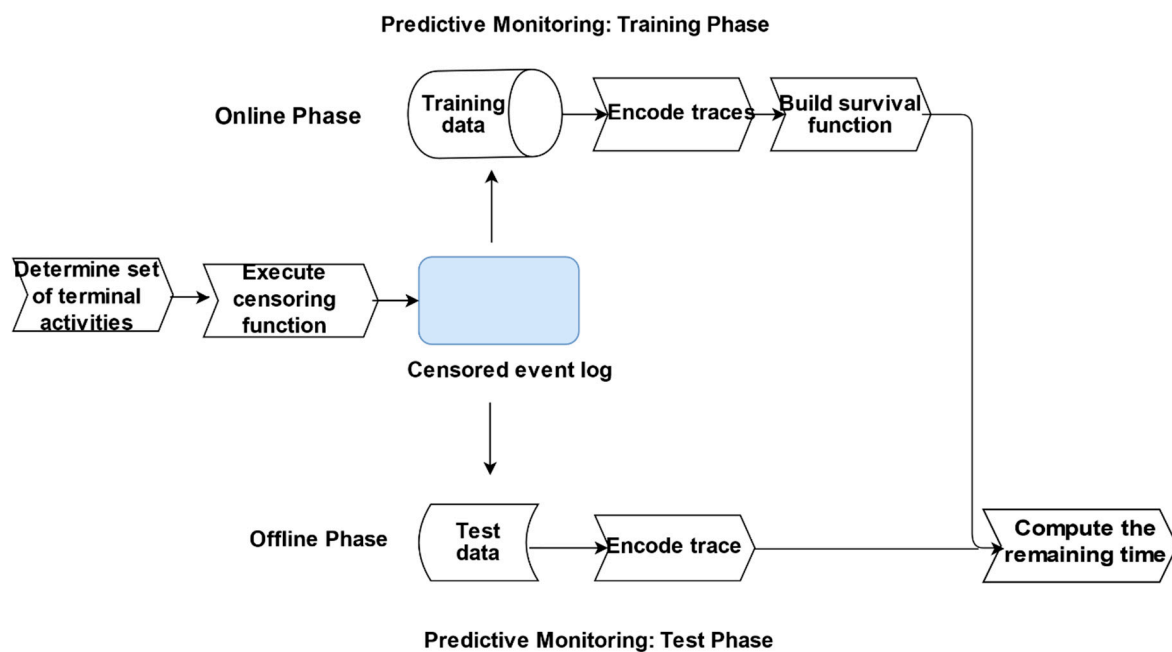 Predictive Monitoring: Training Phase
Online Phase
Training
data
Encode traces
Build survival
function
Determine set
of terminal
activities
Execute
censoring
function
Censored event log
Offline Phase
Test
data
Encode trace
Compute the
remaining time
Predictive Monitoring: Test Phase